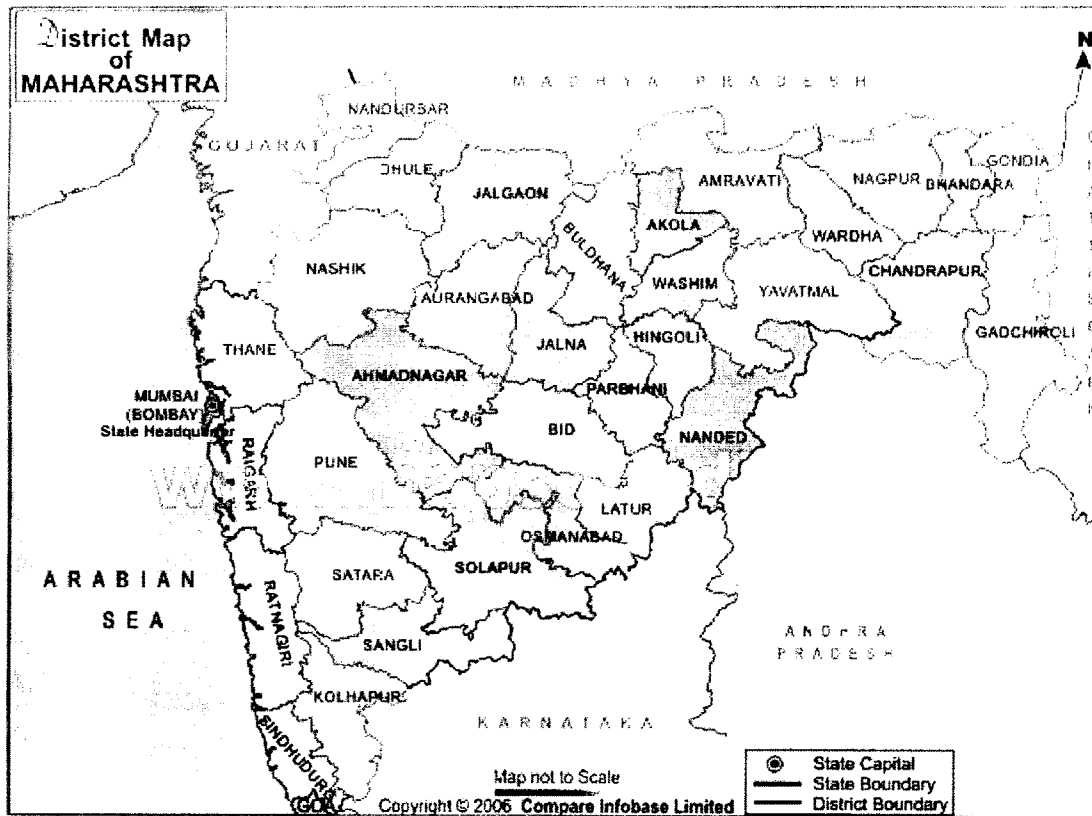 District Map
of
MAHARASHTRA
N
MADHYA PRADESH
NANDURBAR
GUJARAT
DHULE
JALGAON
AMRAVATI
NAGPUR
BHANDARA
GONDIA
AKOLA
BULDHANA
WARDHA
NASHIK
AURANGABAD
WASHIM
CHANDRAPUR
YAVATMAL
THANE
JALNA
HINGOLI
GADCHIROLI
AHMADNAGAR
PARBHANI
MUMBAI
(BOMBAY)
State Headquarter
BID
NANDED
RAIGARH
PUNE
LATUR
OSMANABAD
ARABIAN
SEA
SATARA
SOLAPUR
RATNAGIRI
SANGLI
ANDHRA
PRADESH
KOLHAPUR
KARNATAKA
SINDHUDURG
GOA
Map not to Scale
Copyright © 2006 Compare Infobase Limited
State Capital
State Boundary
District Boundary